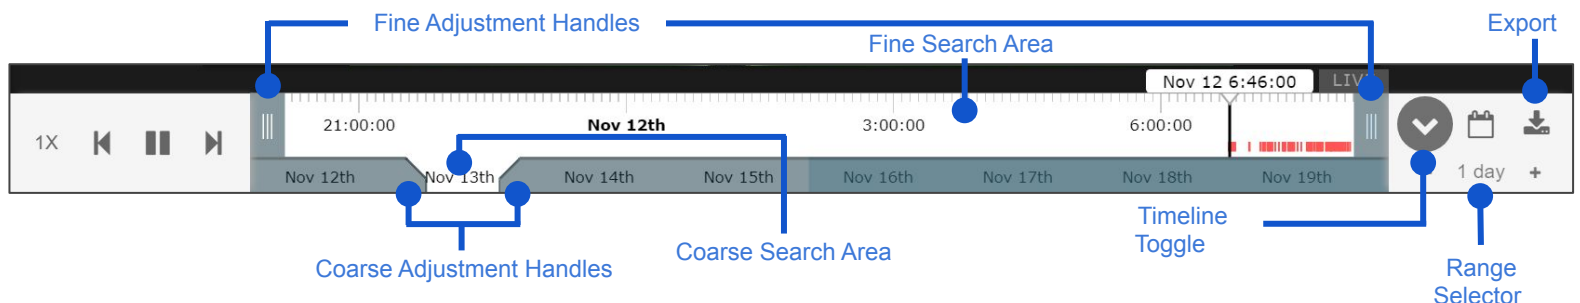 Fine Adjustment Handles
Export
Fine Search Area
Nov 12 6:46:00
LIV
1X
21:00:00
Nov 12th
3:00:00
6:00:00
Nov 12th
Nov 13th
Nov 14th
Nov 15th
Nov 16th
Nov 17th
Nov 18th
Nov 19th
1 day +
Coarse Adjustment Handles
Coarse Search Area
Timeline
Toggle
Range
Selector